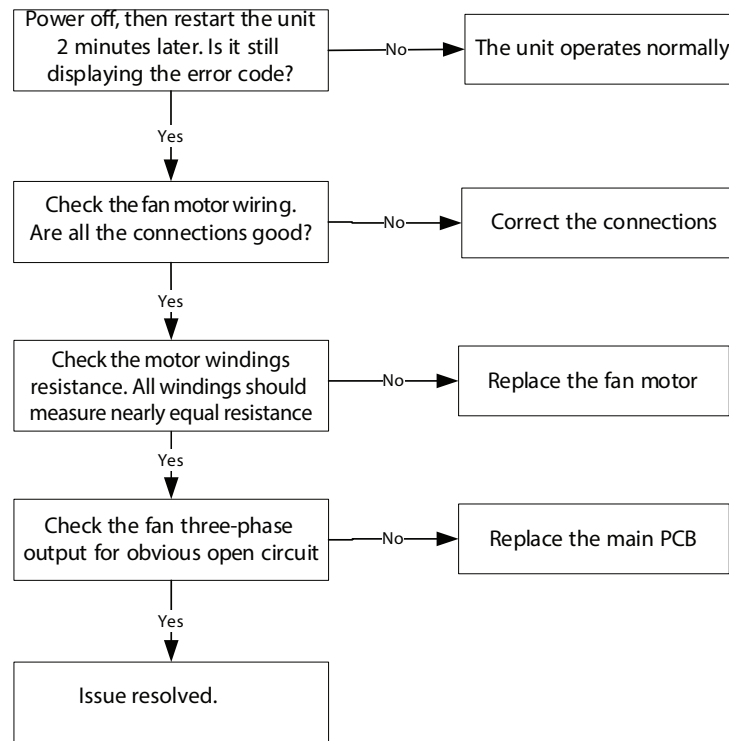 Power off, then restart the unit
2 minutes later. Is it still
displaying the error code?
No
The unit operates normally
Yes
Check the fan motor wiring.
Are all the connections good?
No
Correct the connections
Yes
Check the motor windings
resistance. All windings should
measure nearly equal resistance
No
Replace the fan motor
Yes
Check the fan three-phase
output for obvious open circuit
No
Replace the main PCB
Yes
Issue resolved.